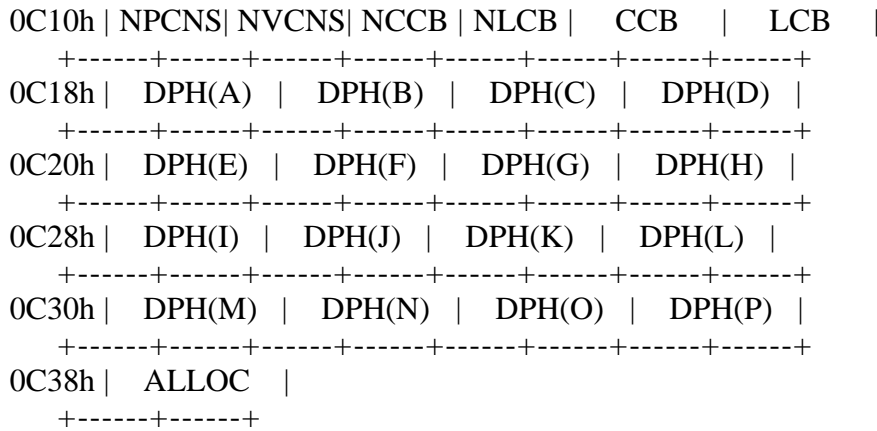 0C10h | NPCNS| NVCNS| NCCB | NLCB | CCB | LCB |
+------+------+------+------+------+------+------+------+
0C18h | DPH(A) | DPH(B) | DPH(C) | DPH(D) |
+------+------+------+------+------+------+------+------+
0C20h | DPH(E) | DPH(F) | DPH(G) | DPH(H) |
+------+------+------+------+------+------+------+------+
0C28h | DPH(I) | DPH(J) | DPH(K) | DPH(L) |
+------+------+------+------+------+------+------+------+
0C30h | DPH(M) | DPH(N) | DPH(O) | DPH(P) |
+------+------+------+------+------+------+------+------+
0C38h | ALLOC |
+------+------+